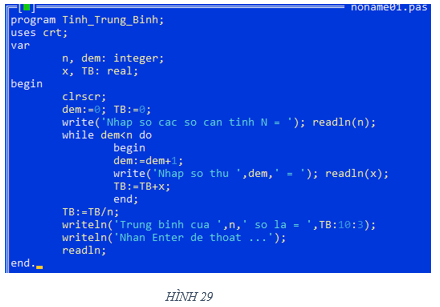 noname01.pas
program Tinh_Trung_Binh;
uses crt;
var
n, dem: integer;
x, TB: real;
begin
clrscr;
dem:=0; TB:=0;
write('Nhap so cac so can tinh N = '); readln(n);
while dem<n do
begin
dem:=dem+1;
write('Nhap so thu ',dem,' = '); readln(x);
TB:=TB+x;
end;
TB:=TB/n;
writeln('Trung binh cua ',n,' so la = ',TB:10:3);
writeln('Nhan Enter de thoat ...');
readln;
end.
HÌNH 29